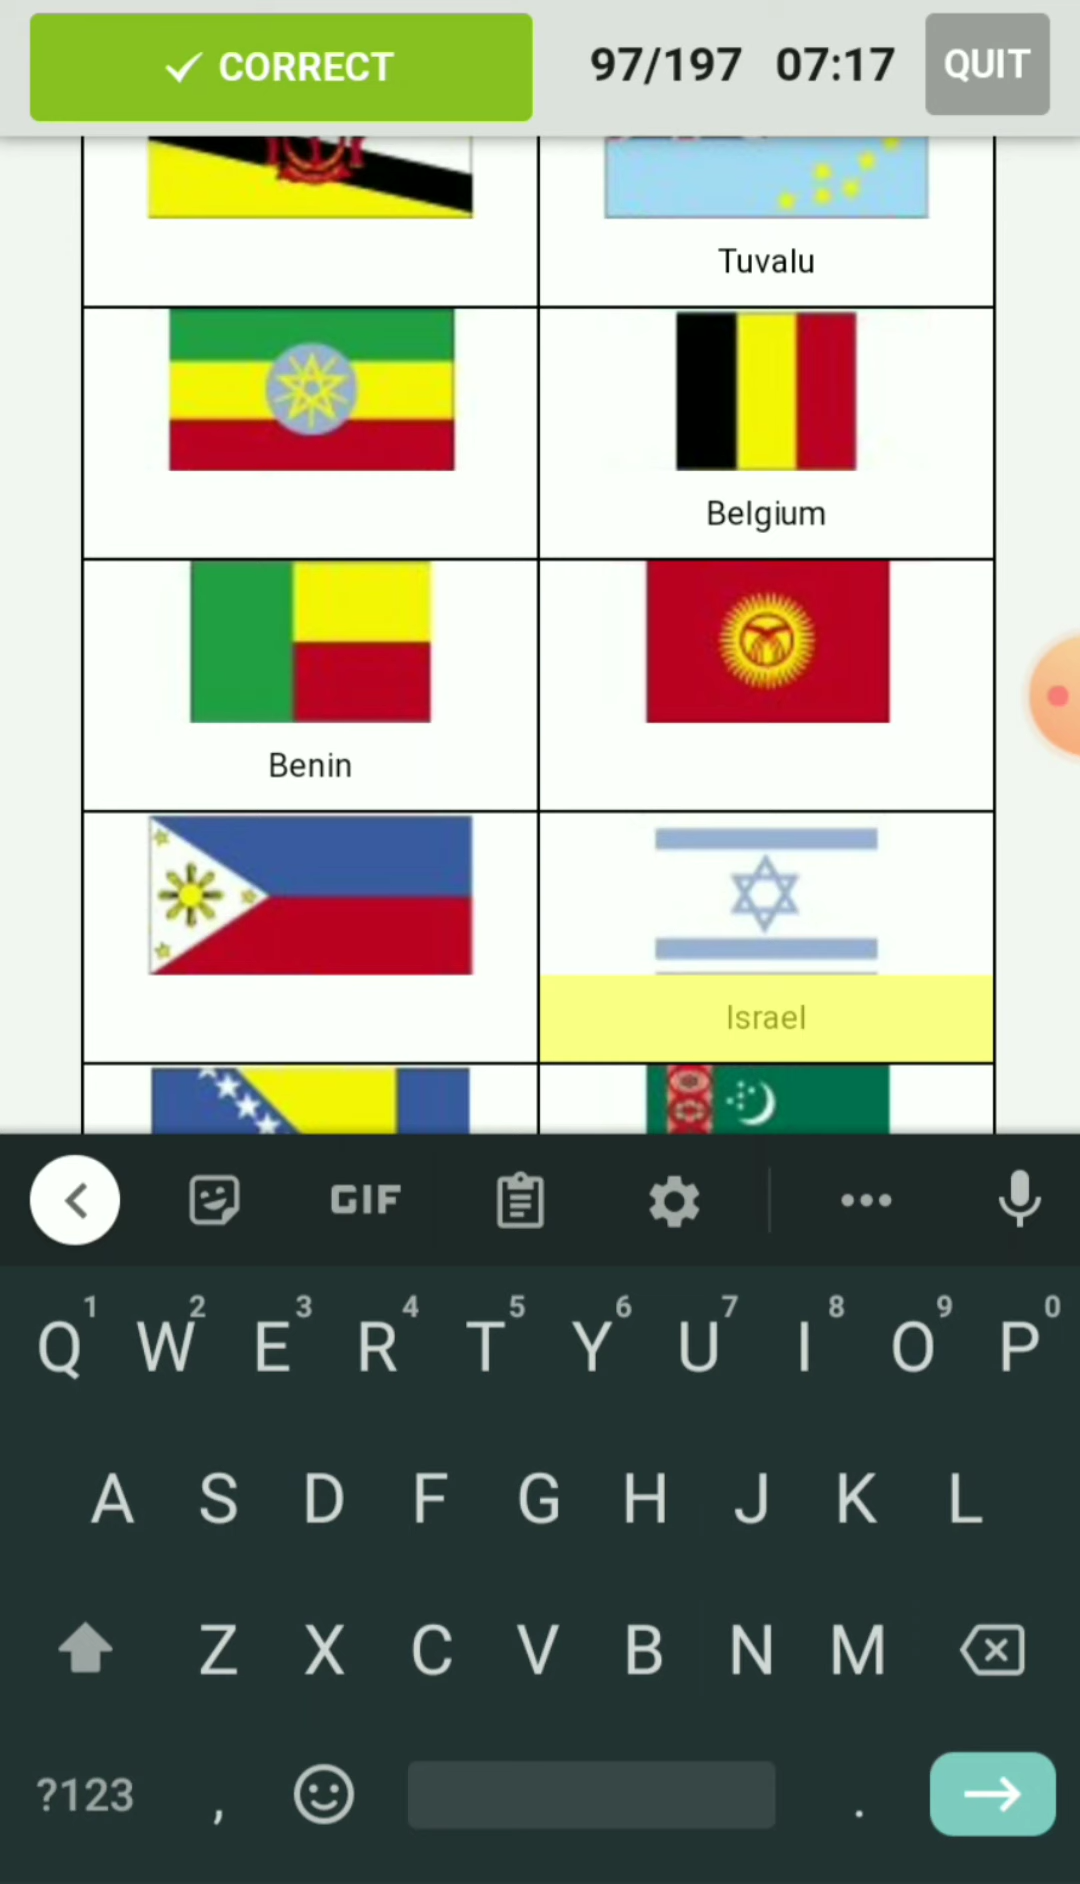 ✓ CORRECT 97/197 07:17 QUIT
Tuvalu
Belgium
Benin
Israel
GIF
1 2 3 4 5 6 7 8 9 0
Q W E R T Y U I O P
A S D F G H J K L
Z X C V B N M
?123 , .